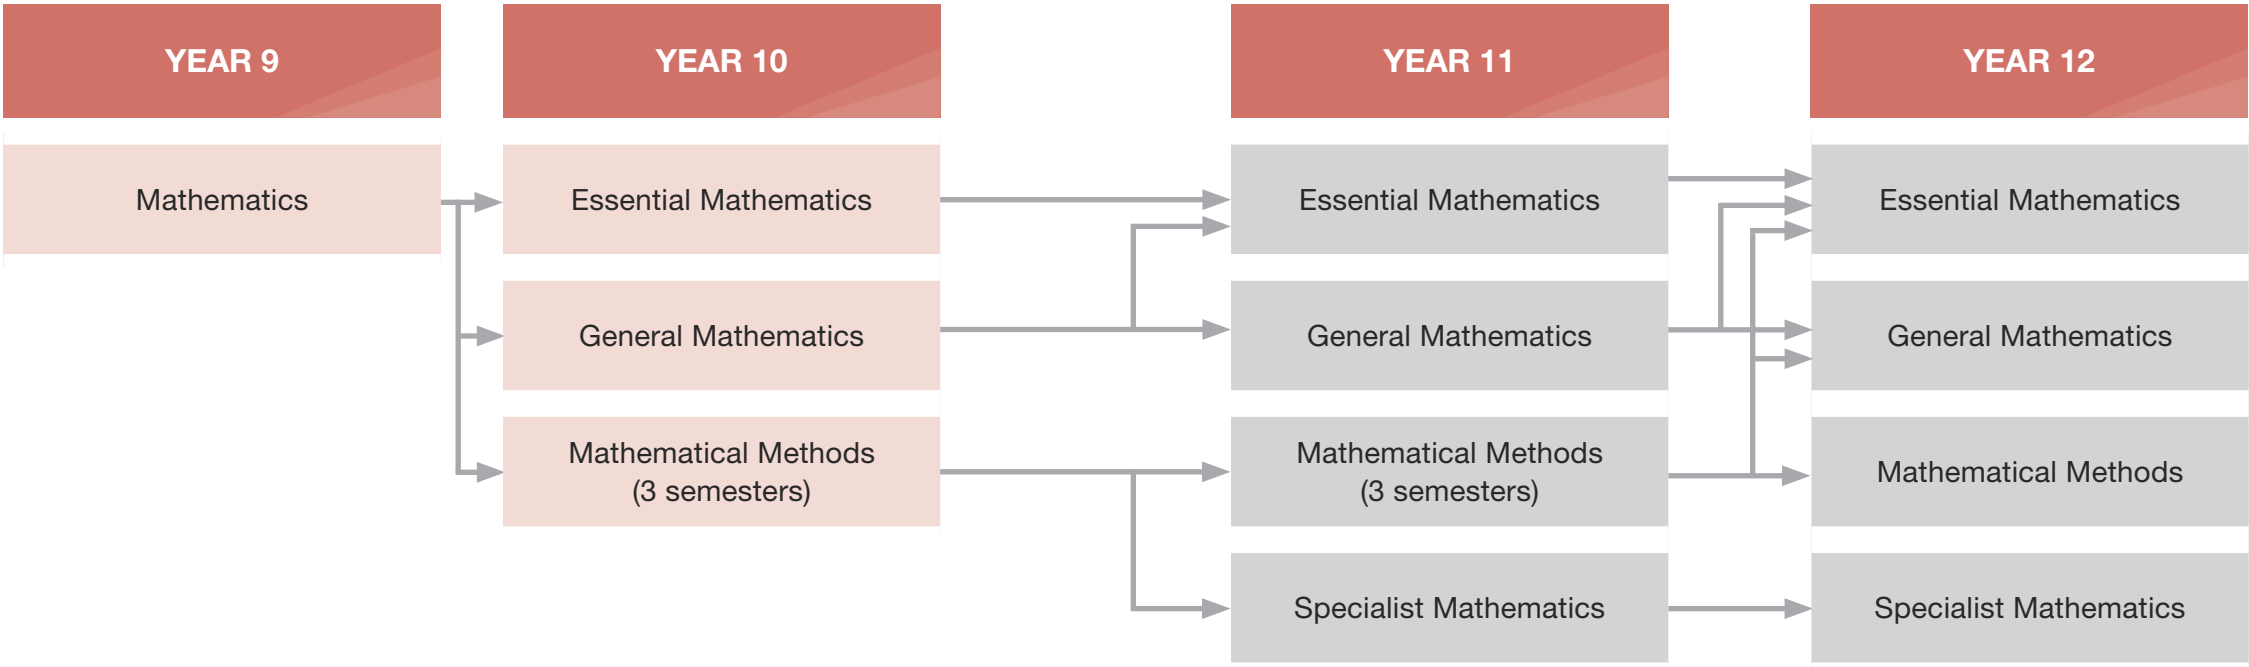 YEAR 9
YEAR 10
YEAR 11
YEAR 12
Mathematics
Essential Mathematics
Essential Mathematics
Essential Mathematics
General Mathematics
General Mathematics
General Mathematics
Mathematical Methods
(3 semesters)
Mathematical Methods
(3 semesters)
Mathematical Methods
Specialist Mathematics
Specialist Mathematics